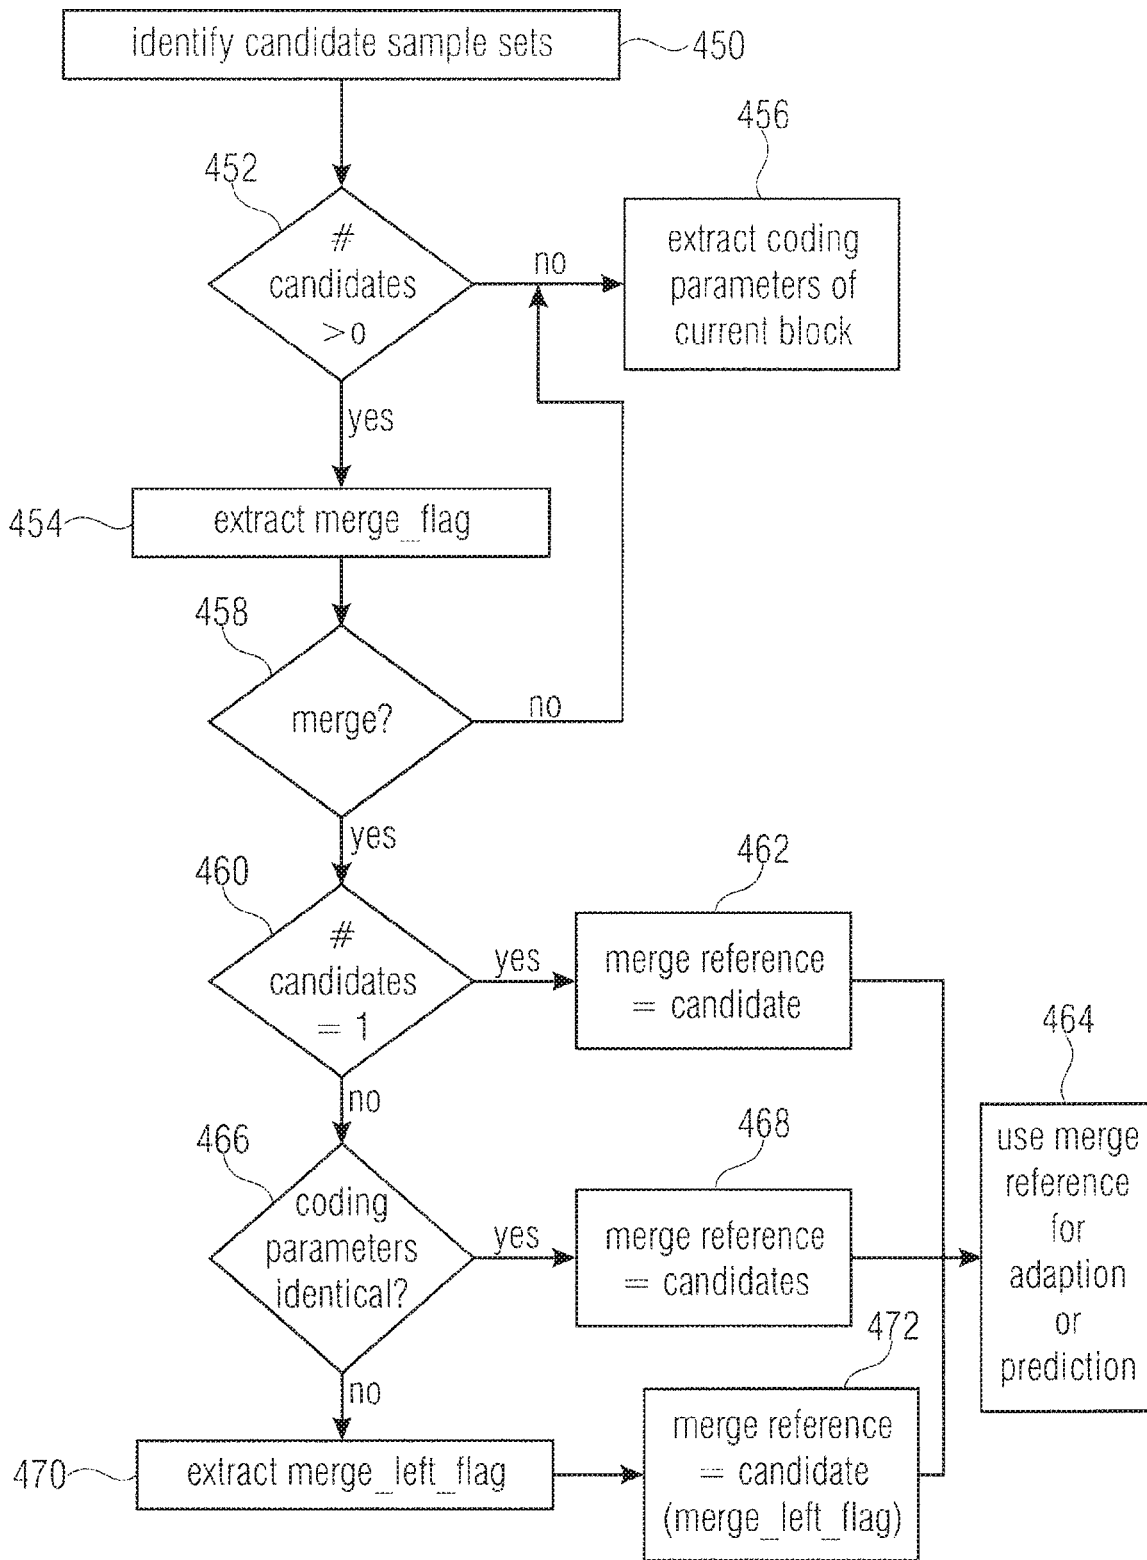 identify candidate sample sets
450
456
452
#
candidates
>0
no
extract coding
parameters of
current block
yes
454
extract merge_flag
458
merge?
no
yes
460
462
#
candidates
= 1
yes
merge reference
= candidate
464
no
466
468
use merge
reference
for
adaption
or
prediction
coding
parameters
identical?
yes
merge reference
= candidates
472
no
merge reference
= candidate
(merge_left_flag)
470
extract merge_left_flag